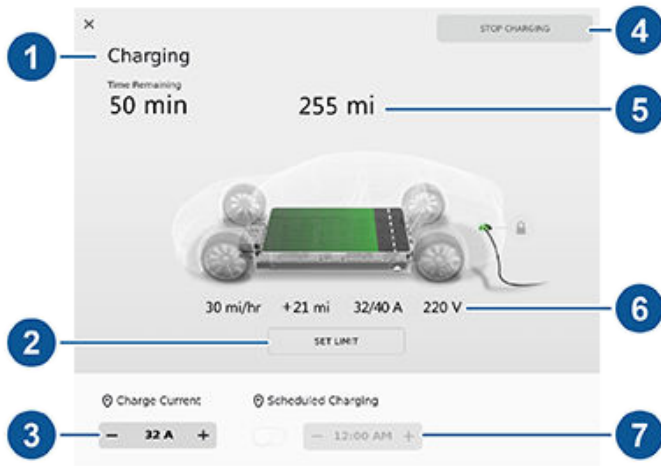 ×
STOP CHARGING
4
1
Charging
Time Remaining
50 min
255 mi
5
30 mi/hr +21 mi 32/40 A 220 V
6
2
SET LIMIT
Charge Current
Scheduled Charging
3
− 32 A +
− 12:00 AM +
7